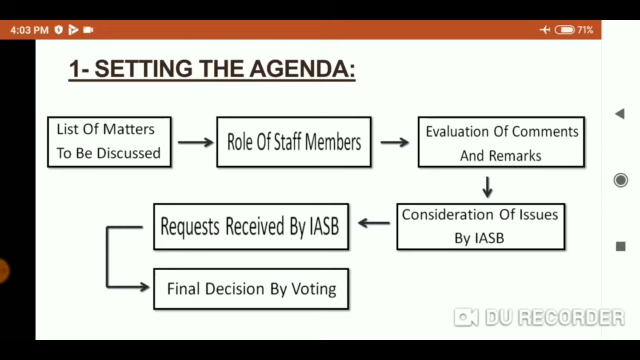 4:03 PM
71%
1- SETTING THE AGENDA:
List Of Matters
To Be Discussed
Role Of Staff Members
Evaluation Of Comments
And Remarks
Consideration Of Issues
By IASB
Requests Received By IASB
Final Decision By Voting
DU RECORDER